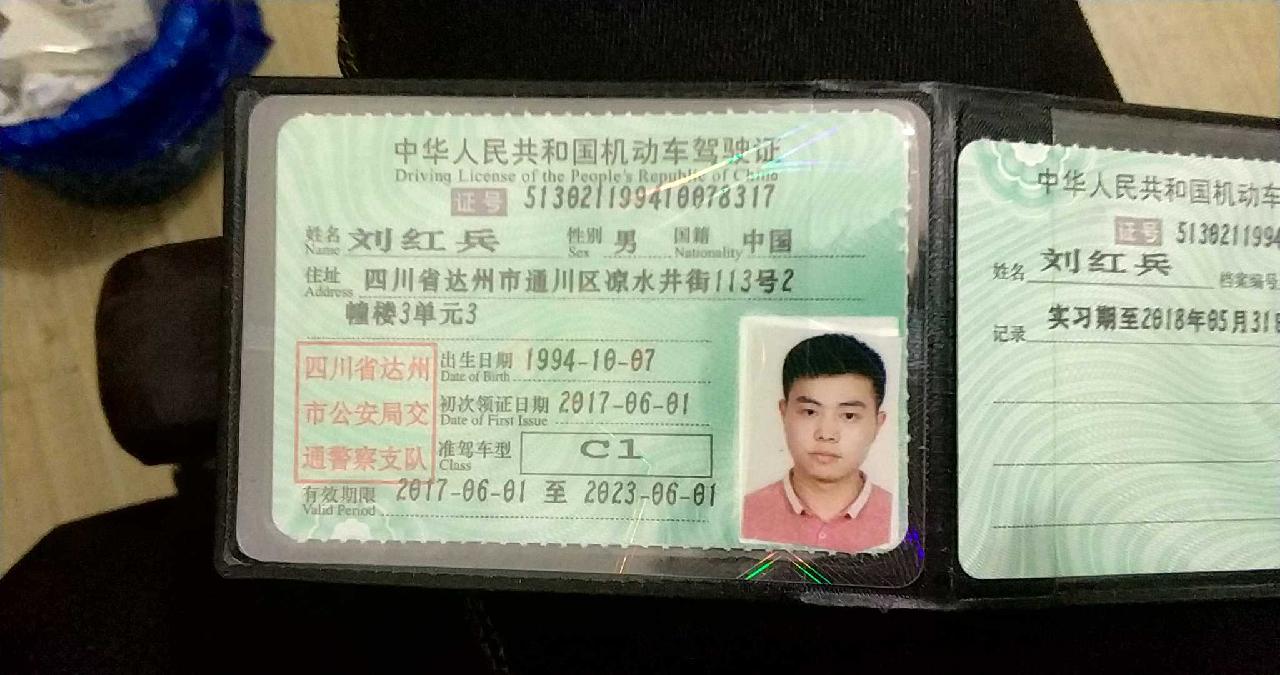 中华人民共和国机动车驾驶证
Driving License of the People's Republic of China
证号 513021199410078317
姓名 Name 刘红兵 性别 Sex 男 国籍 Nationality 中国
住址 Address 四川省达州市通川区凉水井街113号2
幢楼3单元3
四川省达州
市公安局交
通警察支队
出生日期 Date of Birth 1994-10-07
初次领证日期 Date of First Issue 2017-06-01
准驾车型 Class C1
有效期限 Valid Period 2017-06-01 至 2023-06-01
中华人民共和国机动车
证号 5130211994
姓名 刘红兵 档案编号
记录 实习期至2018年05月31